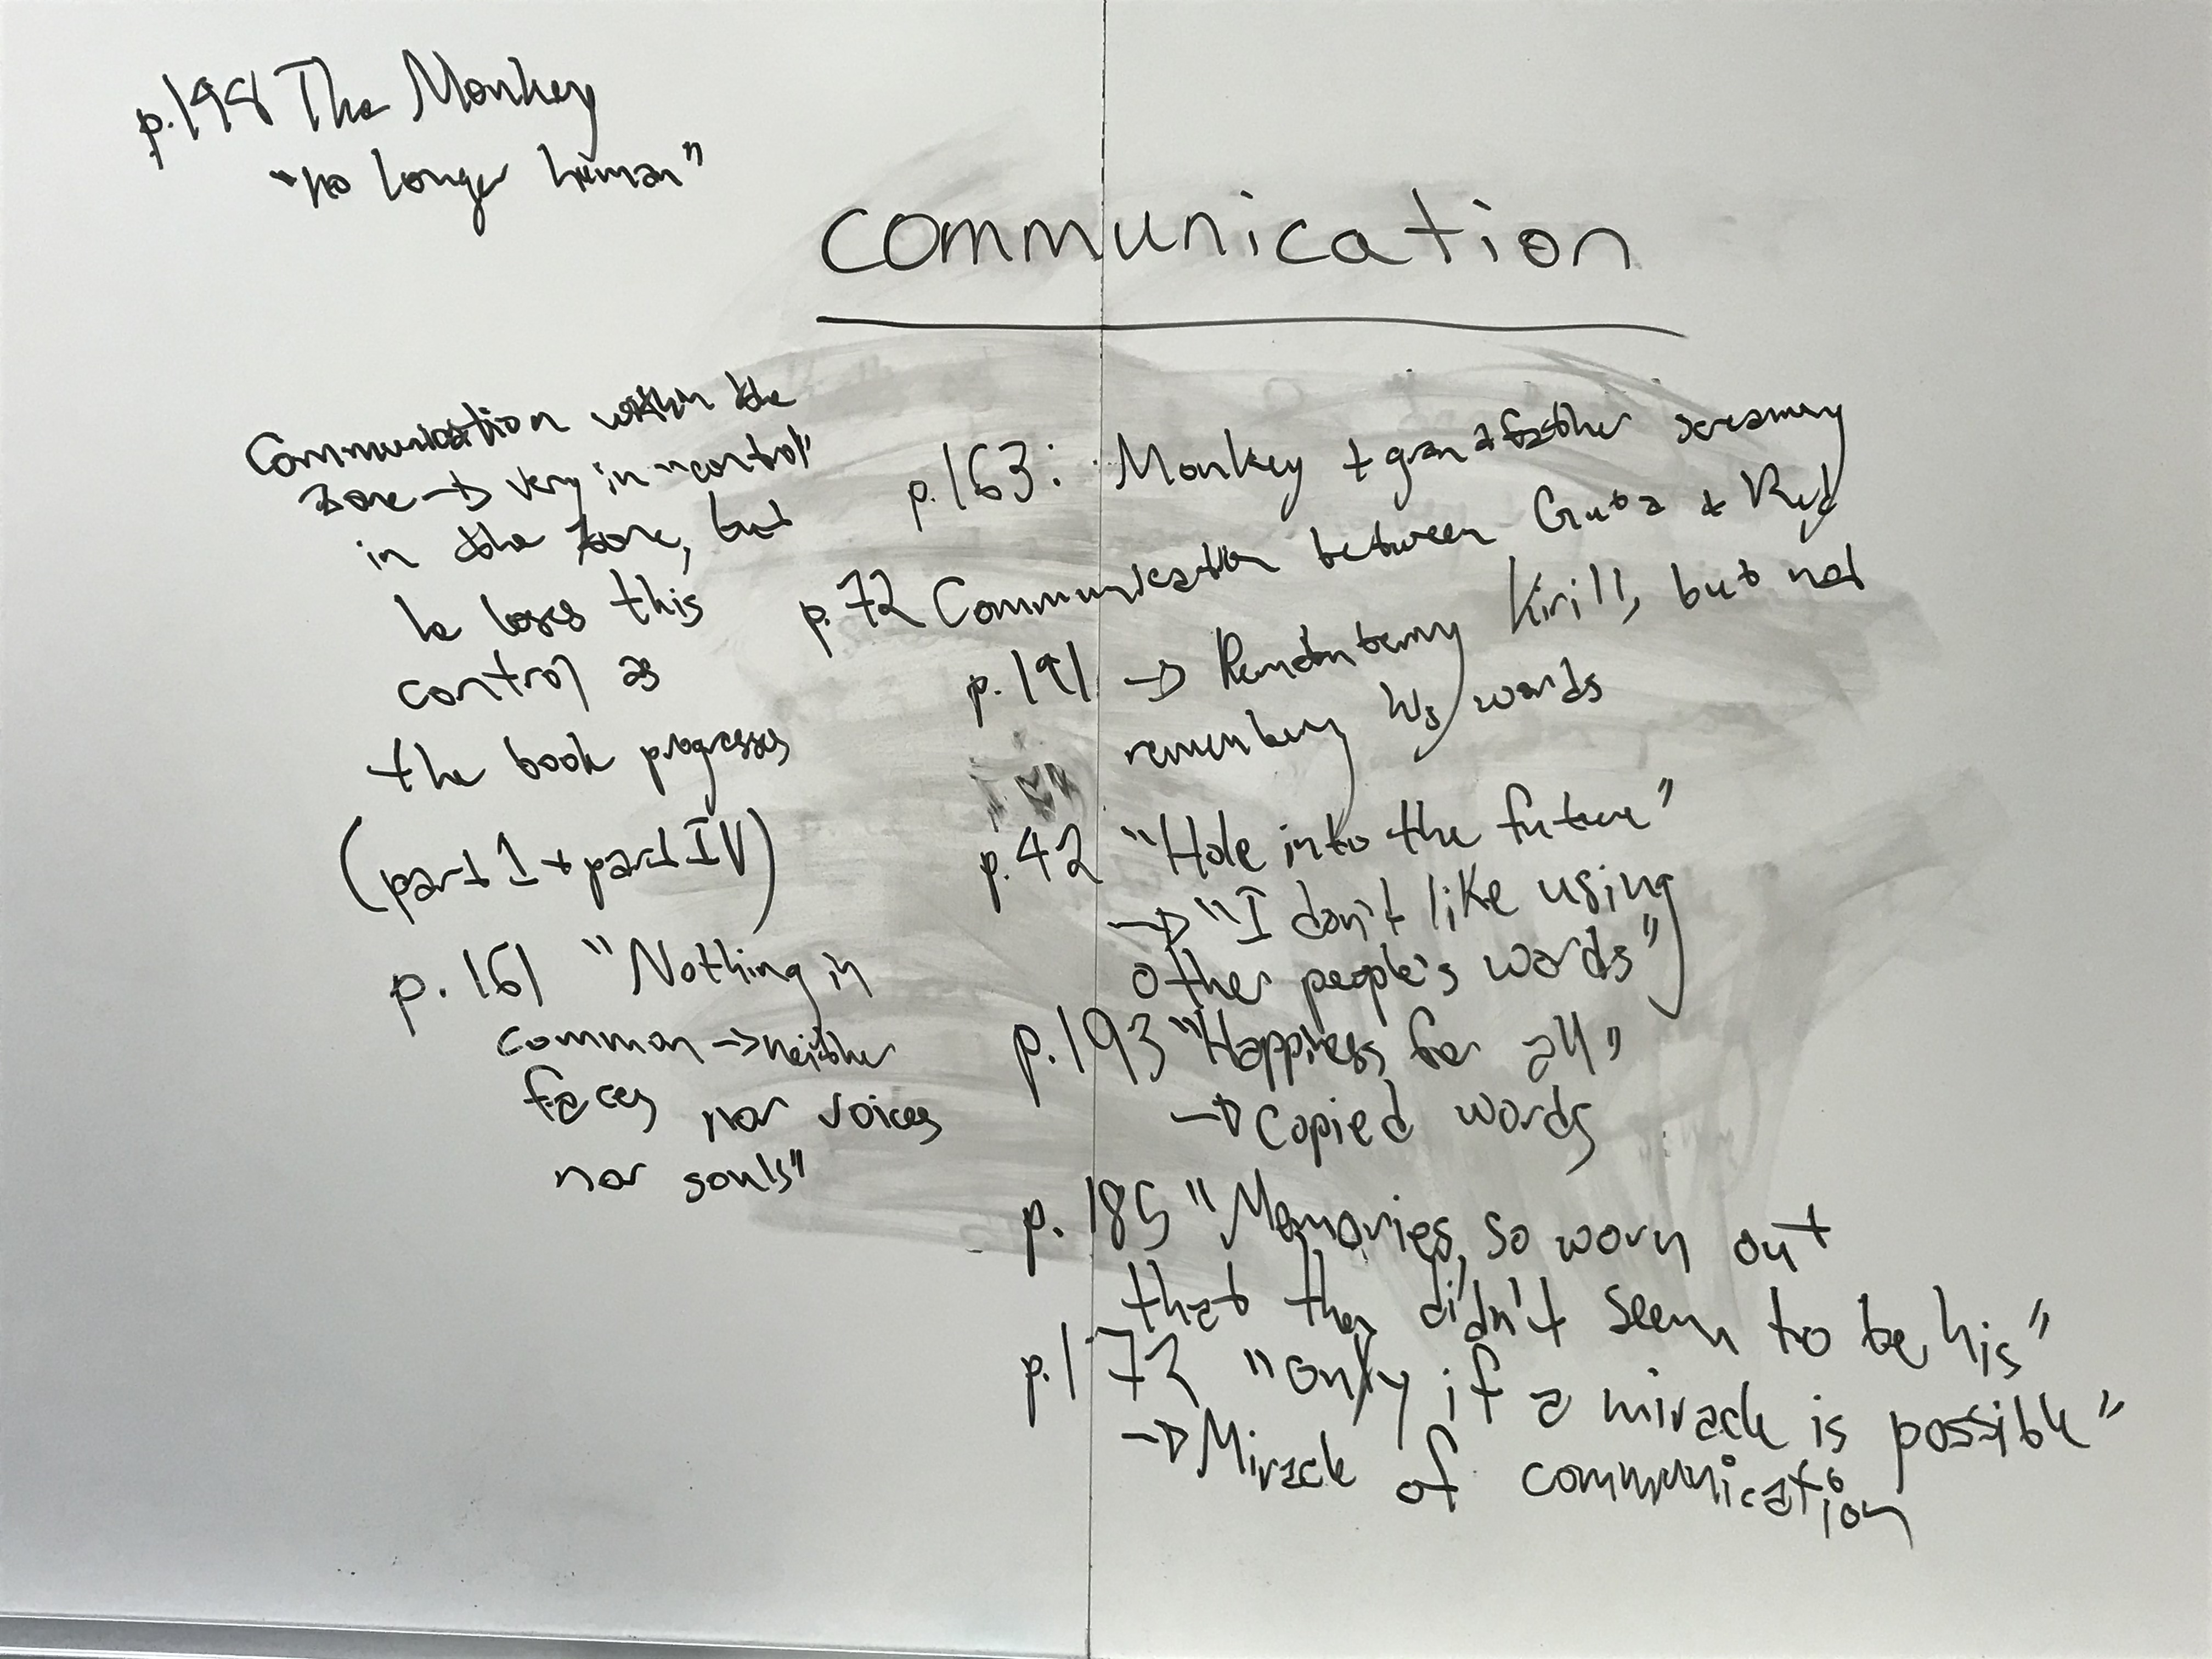 p.198 The Monkey
"no longer human"
Communication
Communication within the
zone → very in "control"
in the zone, but
he loses this
control as
the book progresses
(part 1 + part IV)
p. 161 "Nothing in
common → neither
faces nor voices
nor souls"
p.163: Monkey + grandfather screaming
p.72 Communication between Guta + Red
p.191 → Kirill, but not
remembering his words
p.42 "Hole into the future"
→ "I don't like using
other people's words"
p.193 "Happiness for all"
→ Copied words
p. 185 "Memories, so worn out
that they didn't seem to be his"
p.173 "only if a miracle is possible"
→ Miracle of communication